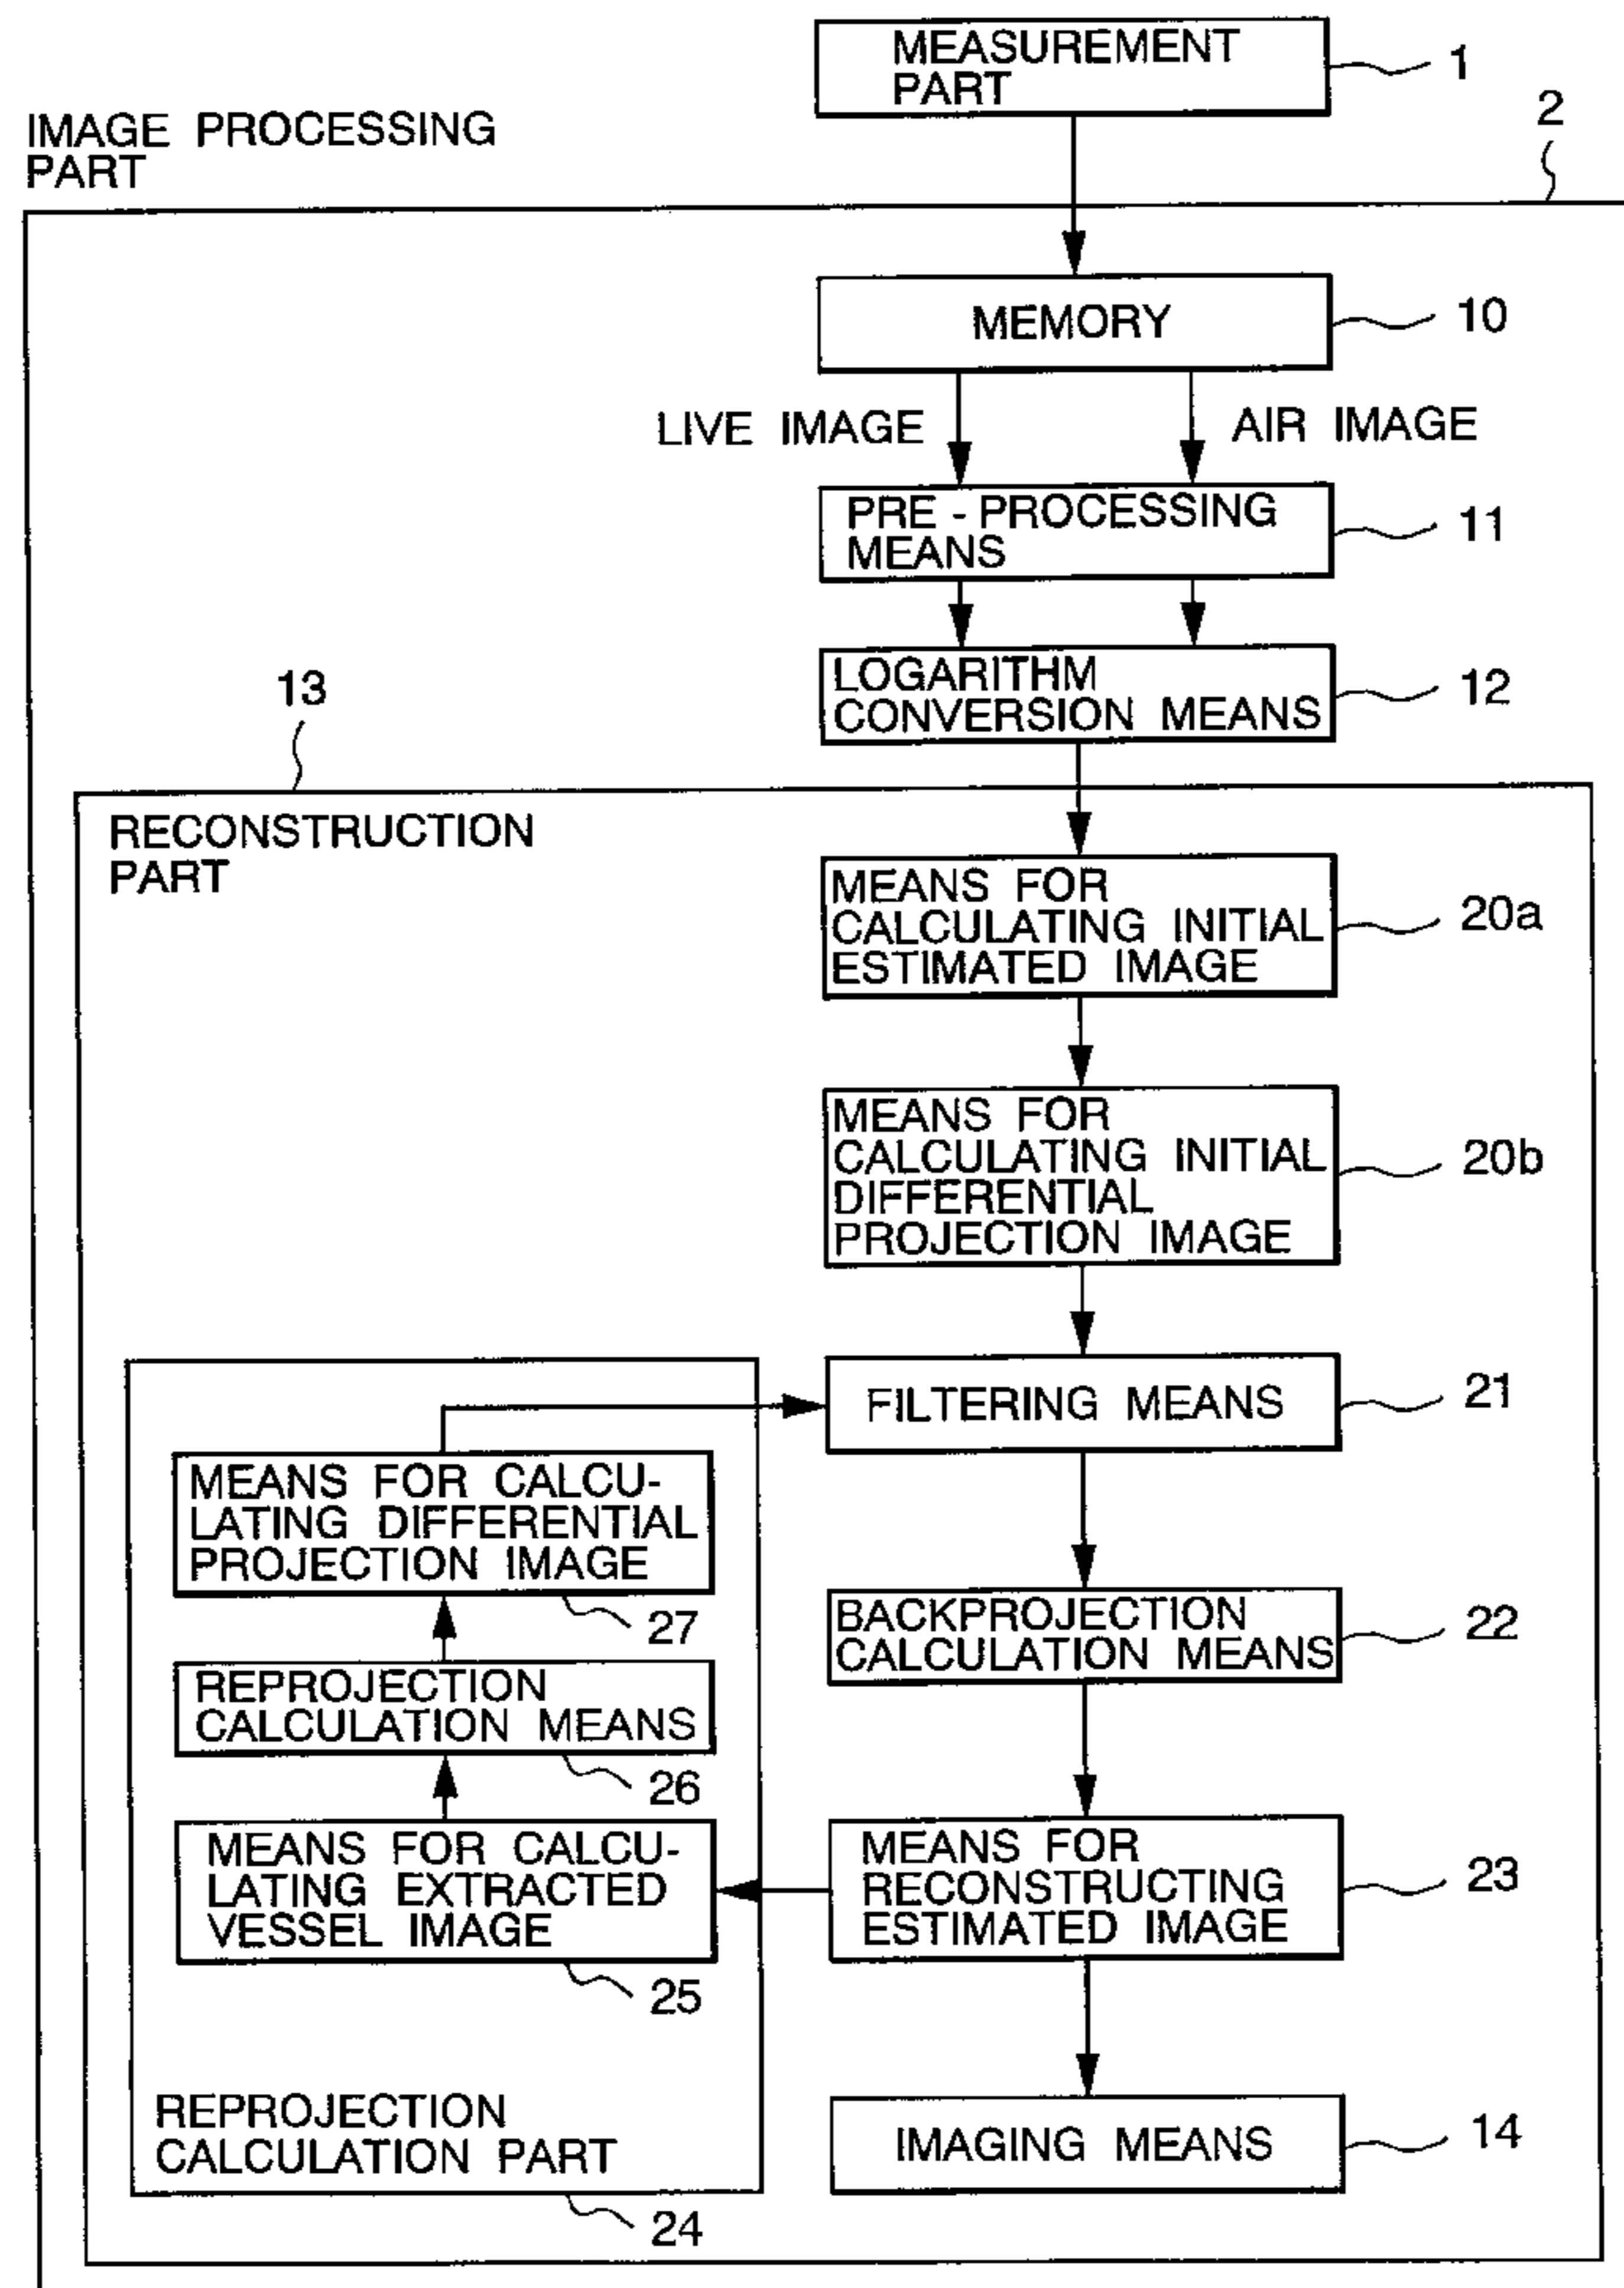 MEASUREMENT
PART
1
IMAGE PROCESSING
PART
2
MEMORY
10
LIVE IMAGE
AIR IMAGE
PRE - PROCESSING
MEANS
11
LOGARITHM
CONVERSION MEANS
12
13
RECONSTRUCTION
PART
MEANS FOR
CALCULATING INITIAL
ESTIMATED IMAGE
20a
MEANS FOR
CALCULATING INITIAL
DIFFERENTIAL
PROJECTION IMAGE
20b
FILTERING MEANS
21
MEANS FOR CALCU-
LATING DIFFERENTIAL
PROJECTION IMAGE
27
BACKPROJECTION
CALCULATION MEANS
22
REPROJECTION
CALCULATION MEANS
26
MEANS FOR CALCU-
LATING EXTRACTED
VESSEL IMAGE
25
MEANS FOR
RECONSTRUCTING
ESTIMATED IMAGE
23
REPROJECTION
CALCULATION PART
24
IMAGING MEANS
14